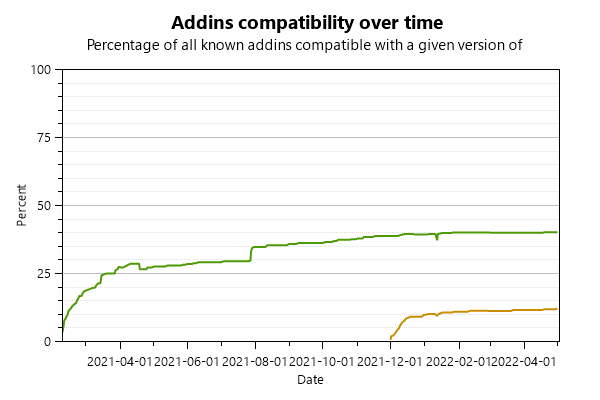 Addins compatibility over time
Percentage of all known addins compatible with a given version of
100
75
50
25
0
Percent
2021-04-01 2021-06-01 2021-08-01 2021-10-01 2021-12-01 2022-02-01 2022-04-01
Date